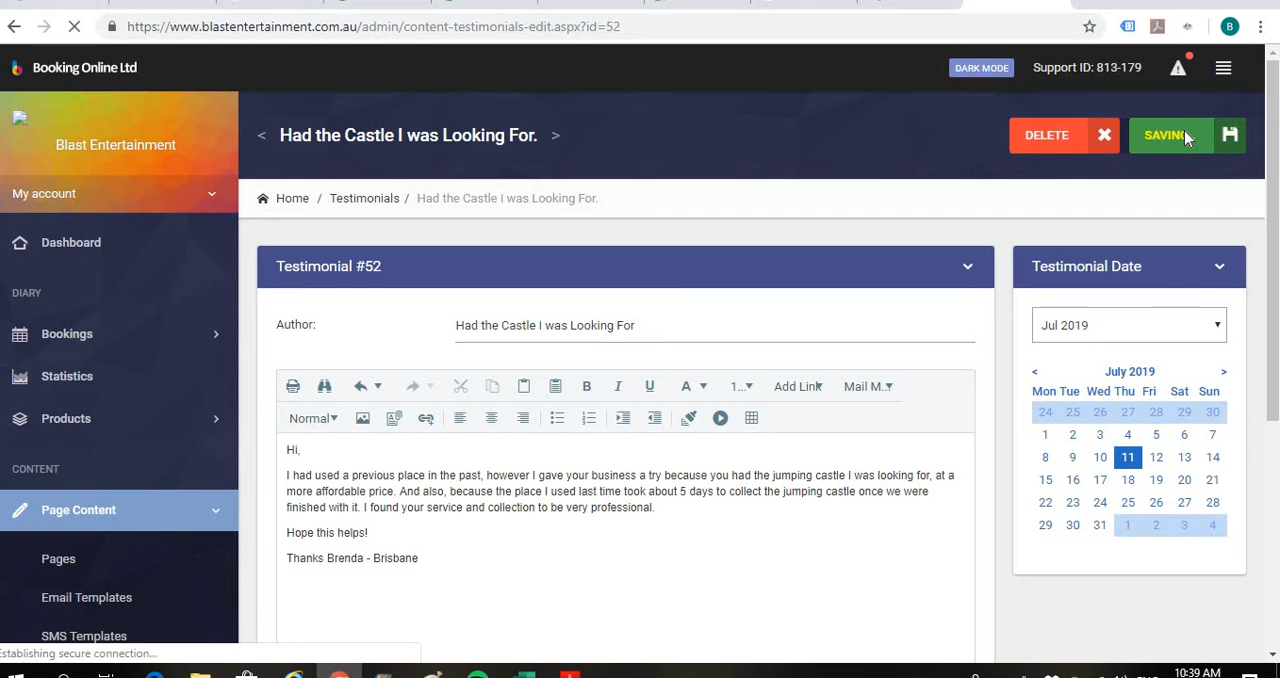 https://www.blastentertainment.com.au/admin/content-testimonials-edit.aspx?id=52
B
Booking Online Ltd
DARK MODE
Support ID: 813-179
Blast Entertainment
< Had the Castle I was Looking For. >
DELETE
SAVING
My account
Home / Testimonials / Had the Castle I was Looking For.
Dashboard
DIARY
Bookings
Statistics
Products
CONTENT
Page Content
Pages
Email Templates
SMS Templates
Testimonial #52
Author:
Had the Castle I was Looking For
B I U A 1... Add Link Mail M...
Normal
Hi,
I had used a previous place in the past, however I gave your business a try because you had the jumping castle I was looking for, at a
more affordable price. And also, because the place I used last time took about 5 days to collect the jumping castle once we were
finished with it. I found your service and collection to be very professional.
Hope this helps!
Thanks Brenda - Brisbane
Testimonial Date
Jul 2019
< July 2019 >
Mon Tue Wed Thu Fri Sat Sun
24 25 26 27 28 29 30
1 2 3 4 5 6 7
8 9 10 11 12 13 14
15 16 17 18 19 20 21
22 23 24 25 26 27 28
29 30 31 1 2 3 4
Establishing secure connection...
10:39 AM